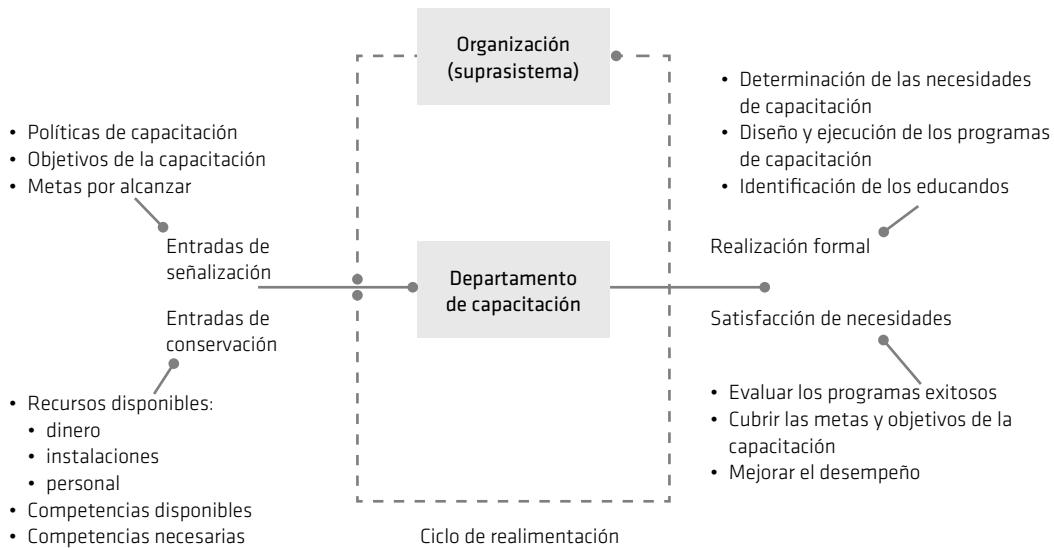 Organización
(suprasistema)
• Políticas de capacitación
• Objetivos de la capacitación
• Metas por alcanzar
Entradas de
señalización
Entradas de
conservación
• Recursos disponibles:
• dinero
• instalaciones
• personal
• Competencias disponibles
• Competencias necesarias
Departamento
de capacitación
• Determinación de las necesidades
de capacitación
• Diseño y ejecución de los programas
de capacitación
• Identificación de los educandos
Realización formal
Satisfacción de necesidades
• Evaluar los programas exitosos
• Cubrir las metas y objetivos de la
capacitación
• Mejorar el desempeño
Ciclo de realimentación